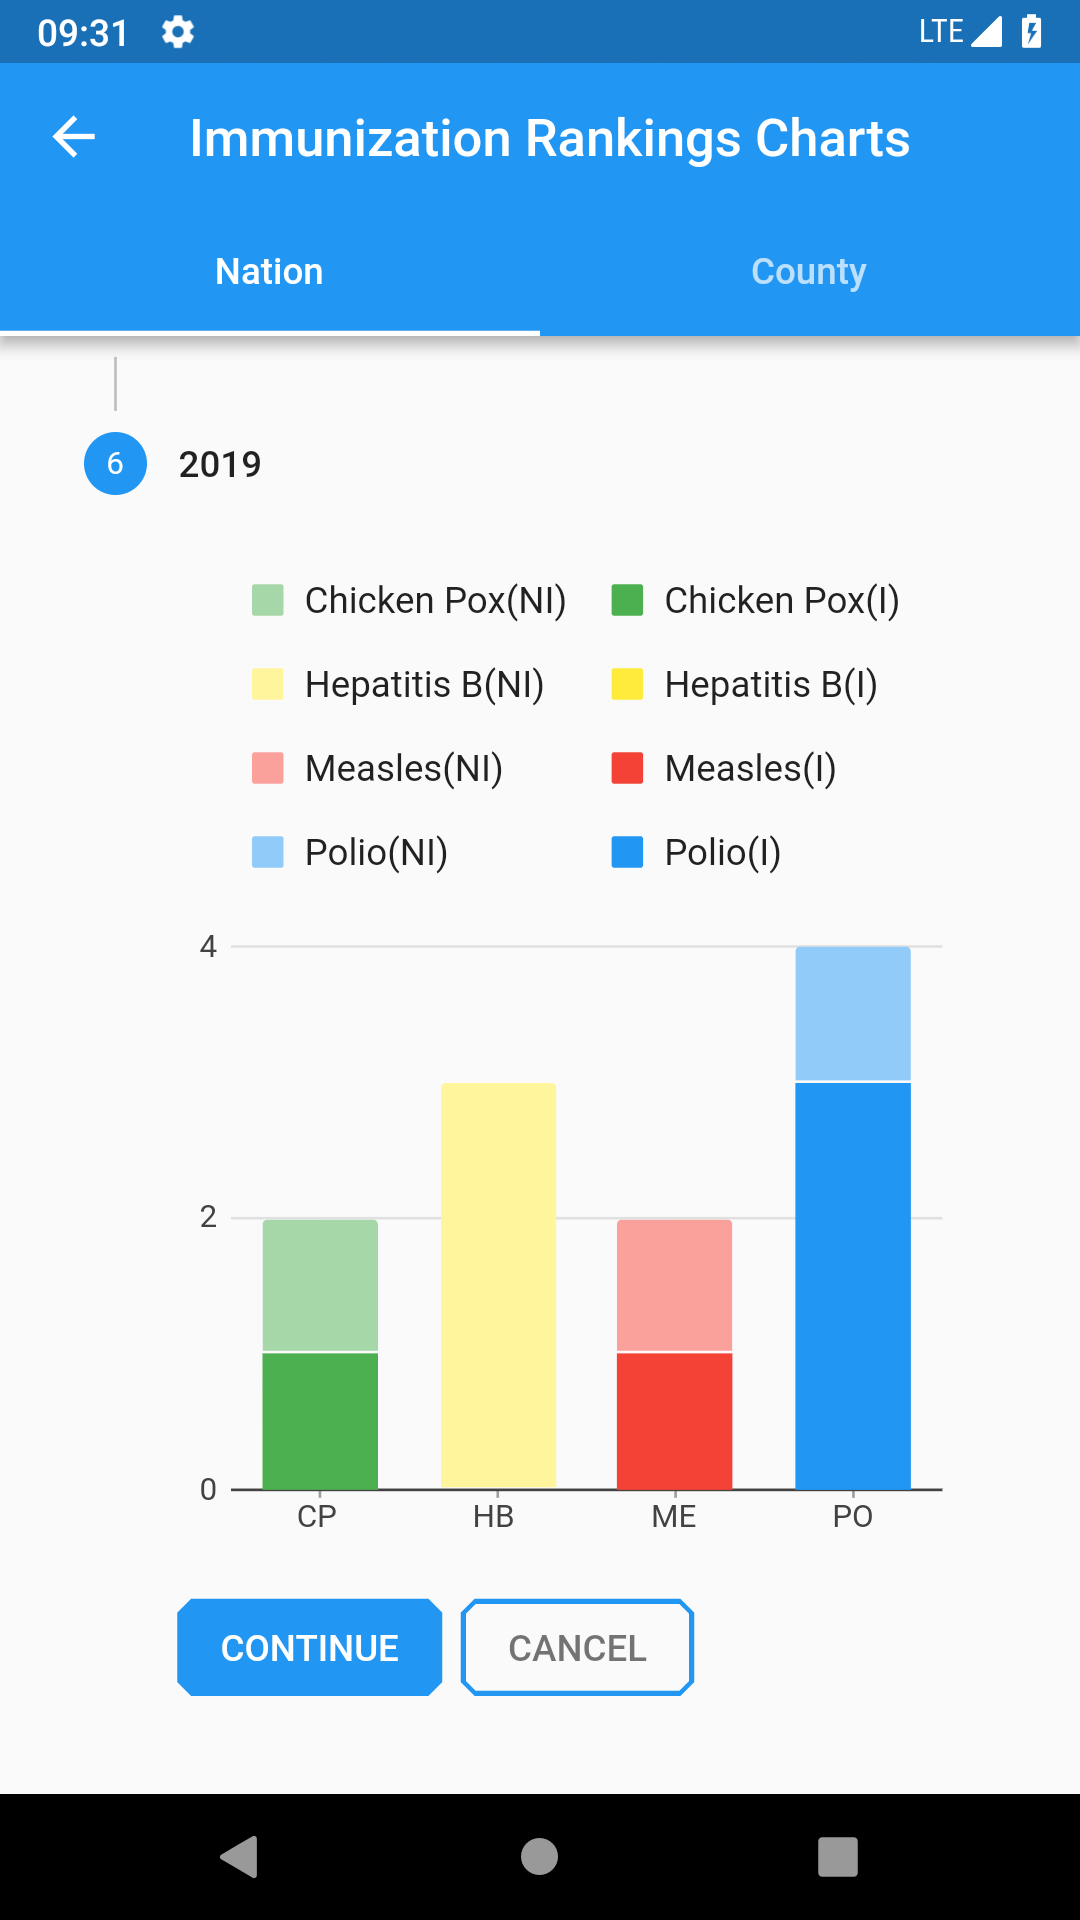 09:31 LTE
Immunization Rankings Charts
Nation County
6 2019
Chicken Pox(NI) Chicken Pox(I)
Hepatitis B(NI) Hepatitis B(I)
Measles(NI) Measles(I)
Polio(NI) Polio(I)
4
2
0
CP HB ME PO
CONTINUE CANCEL